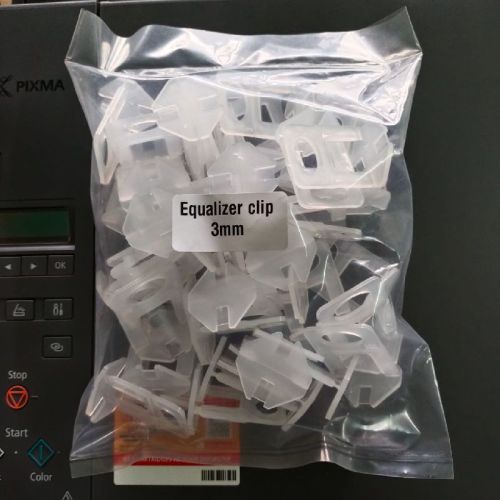 PIXMA
Equalizer clip
3mm
OK
Stop
Start
Color